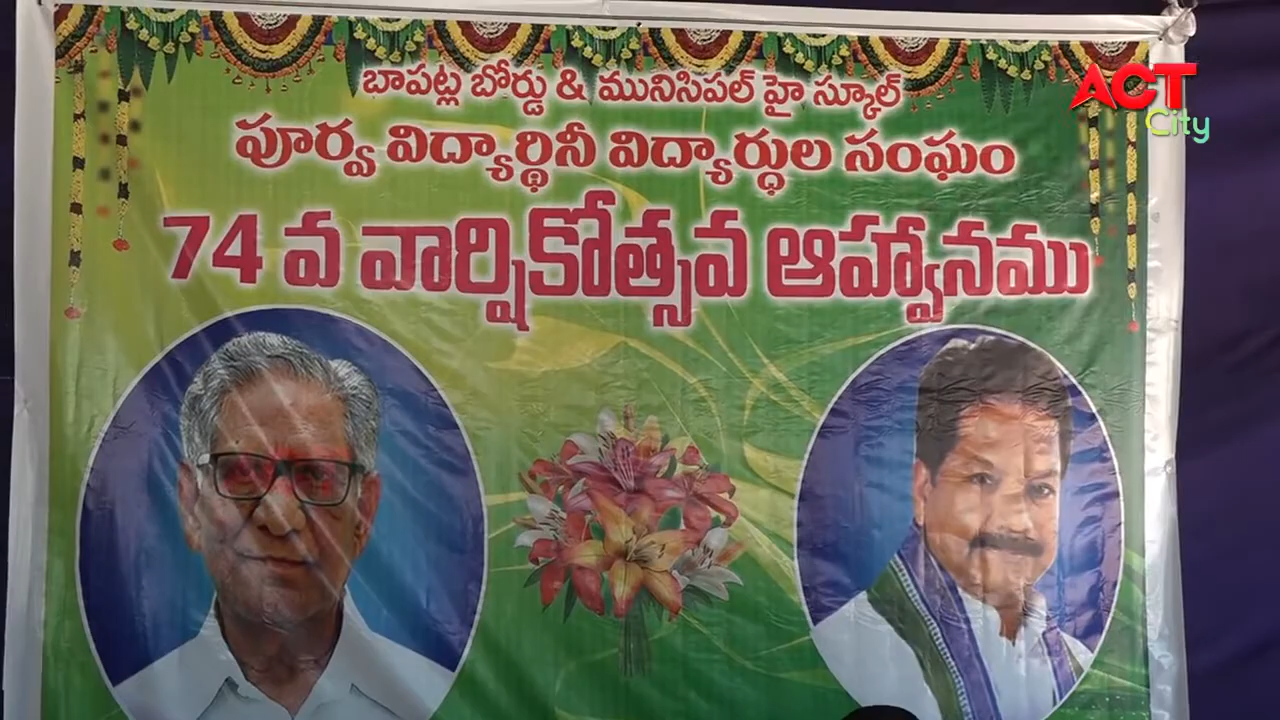 బాపట్ల బోర్డు & మునిసిపల్ హై స్కూల్
పూర్వ విద్యార్థినీ విద్యార్ధుల సంఘం
74 వ వార్షికోత్సవ ఆహ్వానము
ACT
City